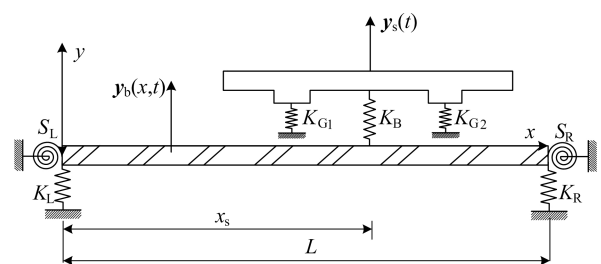 y_s(t)
y
y_b(x,t)
K_G1 K_B K_G2
S_L x S_R
K_L K_R
x_s
L